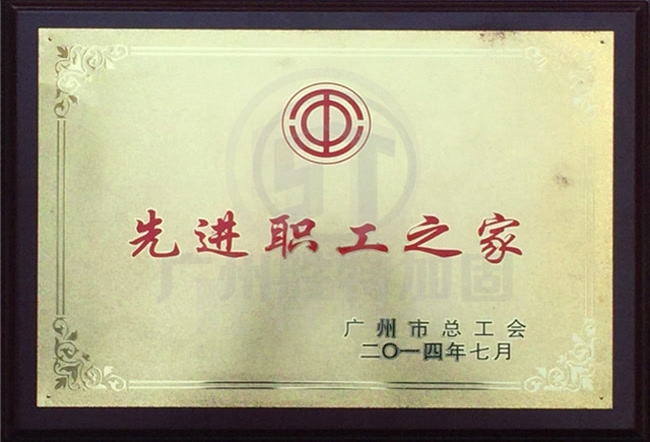 先进职工之家
广州市总工会
二〇一四年七月